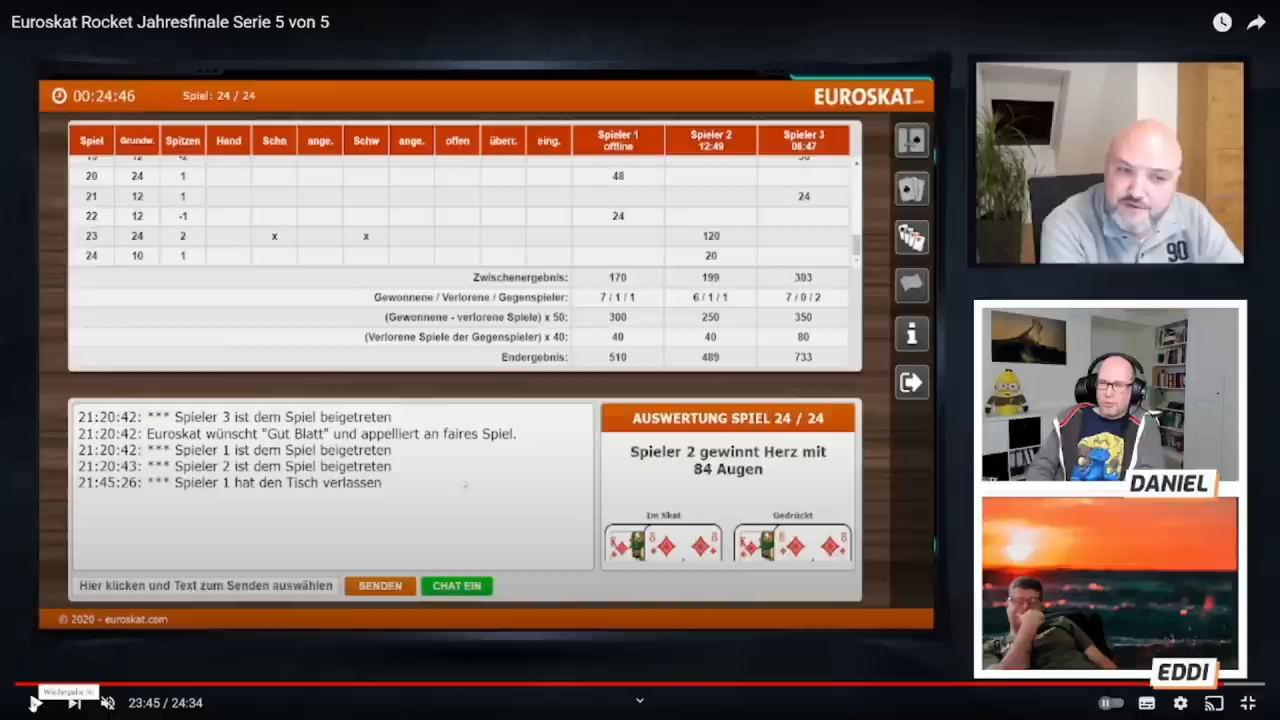 Euroskat Rocket Jahresfinale Serie 5 von 5
00:24:46 Spiel: 24 / 24 EUROSKAT.com
Spiel Grundw. Spitzen Hand Schn ange. Schw ange. offen überr. eing. Spieler 1 offline Spieler 2 12:49 Spieler 3 08:47
20 24 1 48
21 12 1 24
22 12 -1 24
23 24 2 x x 120
24 10 1 20
Zwischenergebnis: 170 199 303
Gewonnene / Verlorene / Gegenspieler: 7 / 1 / 1 6 / 1 / 1 7 / 0 / 2
(Gewonnene - verlorene Spiele) x 50: 300 250 350
(Verlorene Spiele der Gegenspieler) x 40: 40 40 80
Endergebnis: 510 489 733
21:20:42: *** Spieler 3 ist dem Spiel beigetreten
21:20:42: Euroskat wünscht "Gut Blatt" und appelliert an faires Spiel.
21:20:42: *** Spieler 1 ist dem Spiel beigetreten
21:20:43: *** Spieler 2 ist dem Spiel beigetreten
21:45:26: *** Spieler 1 hat den Tisch verlassen
Hier klicken und Text zum Senden auswählen SENDEN CHAT EIN
AUSWERTUNG SPIEL 24 / 24
Spieler 2 gewinnt Herz mit
84 Augen
Im Skat Gedrückt
K 8 8 K 8 8
© 2020 - euroskat.com
90
DANIEL
EDDI
Wiedergabe (k)
23:45 / 24:34